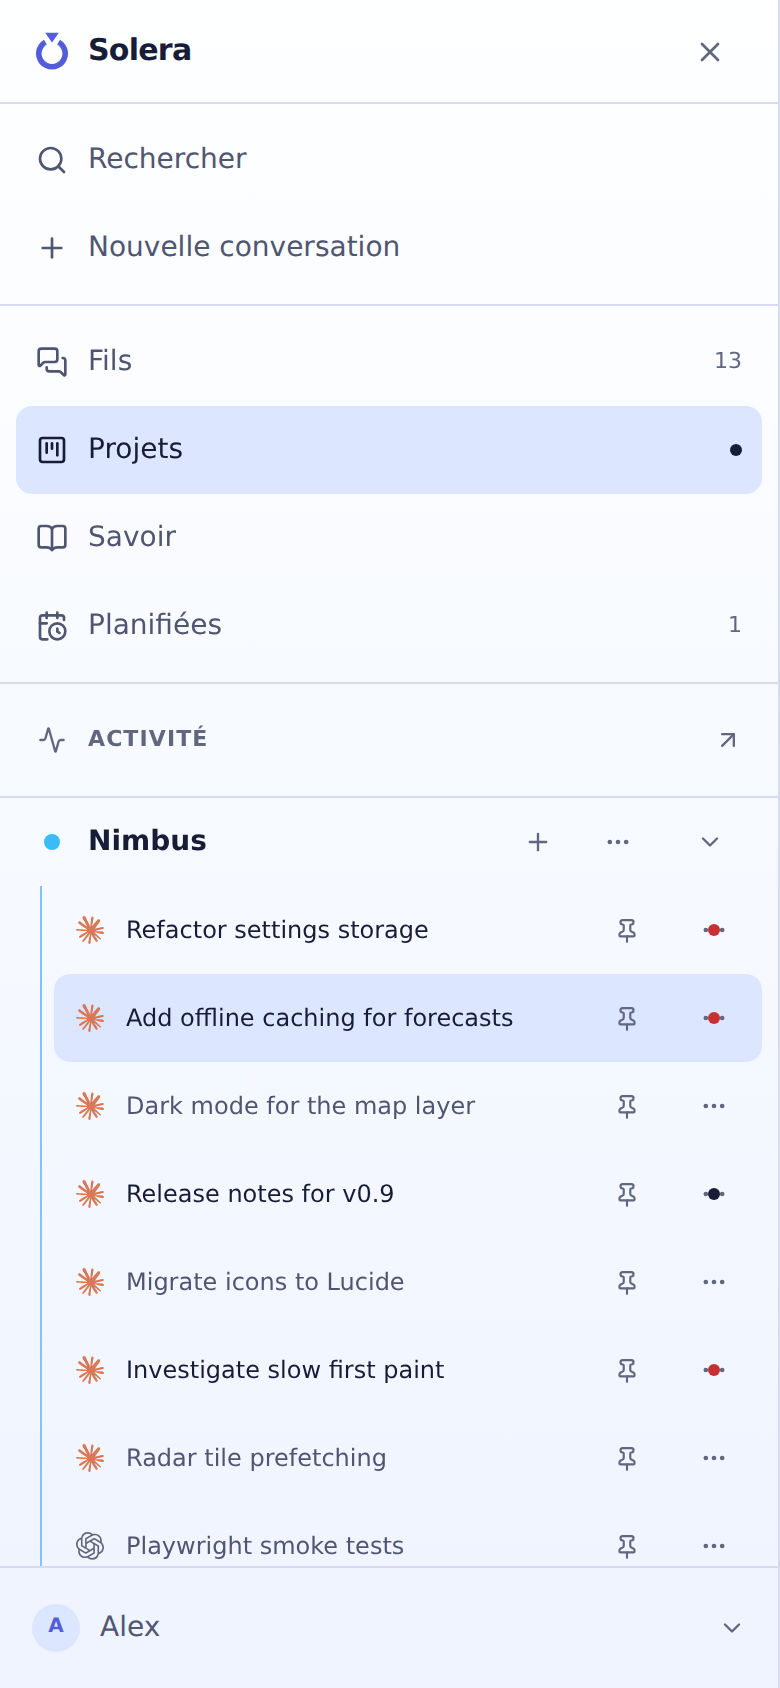 Solera
Rechercher
Nouvelle conversation
Fils 13
Projets
Savoir
Planifiées 1
ACTIVITÉ
Nimbus
Refactor settings storage
Add offline caching for forecasts
Dark mode for the map layer
Release notes for v0.9
Migrate icons to Lucide
Investigate slow first paint
Radar tile prefetching
Playwright smoke tests
A Alex